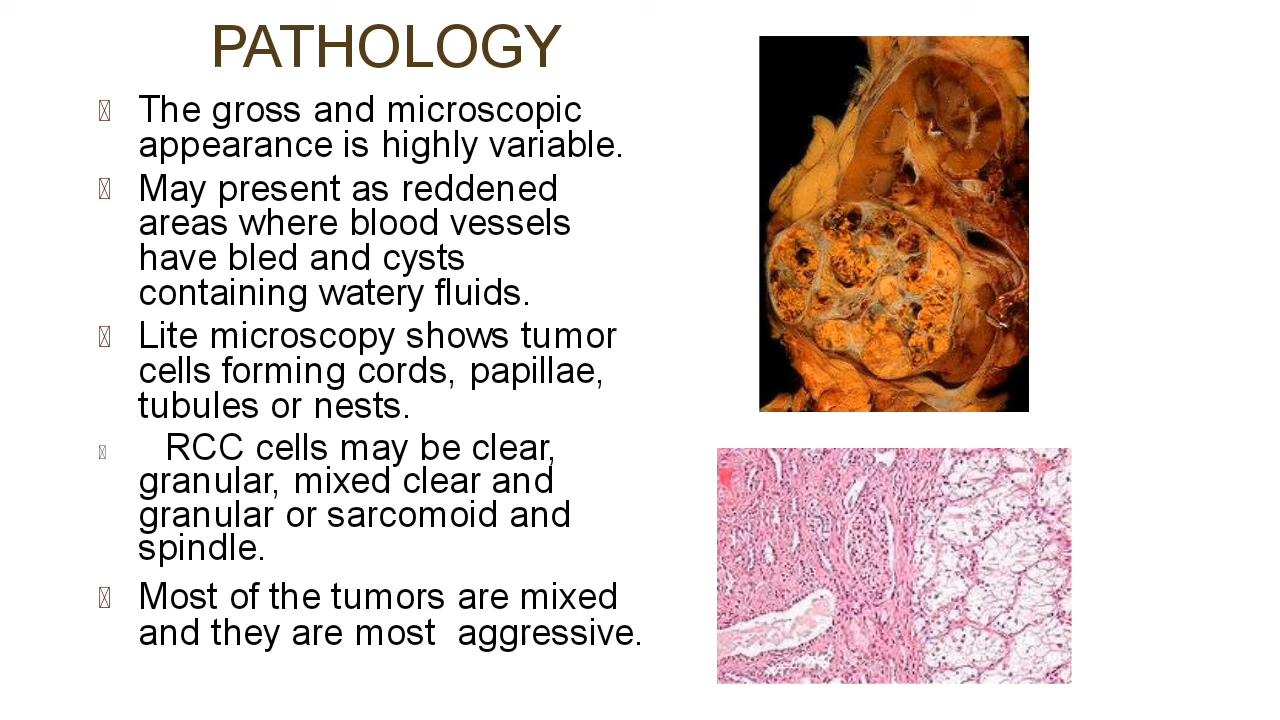 PATHOLOGY
The gross and microscopic
appearance is highly variable.
May present as reddened
areas where blood vessels
have bled and cysts
containing watery fluids.
Lite microscopy shows tumor
cells forming cords, papillae,
tubules or nests.
RCC cells may be clear,
granular, mixed clear and
granular or sarcomoid and
spindle.
Most of the tumors are mixed
and they are most aggressive.